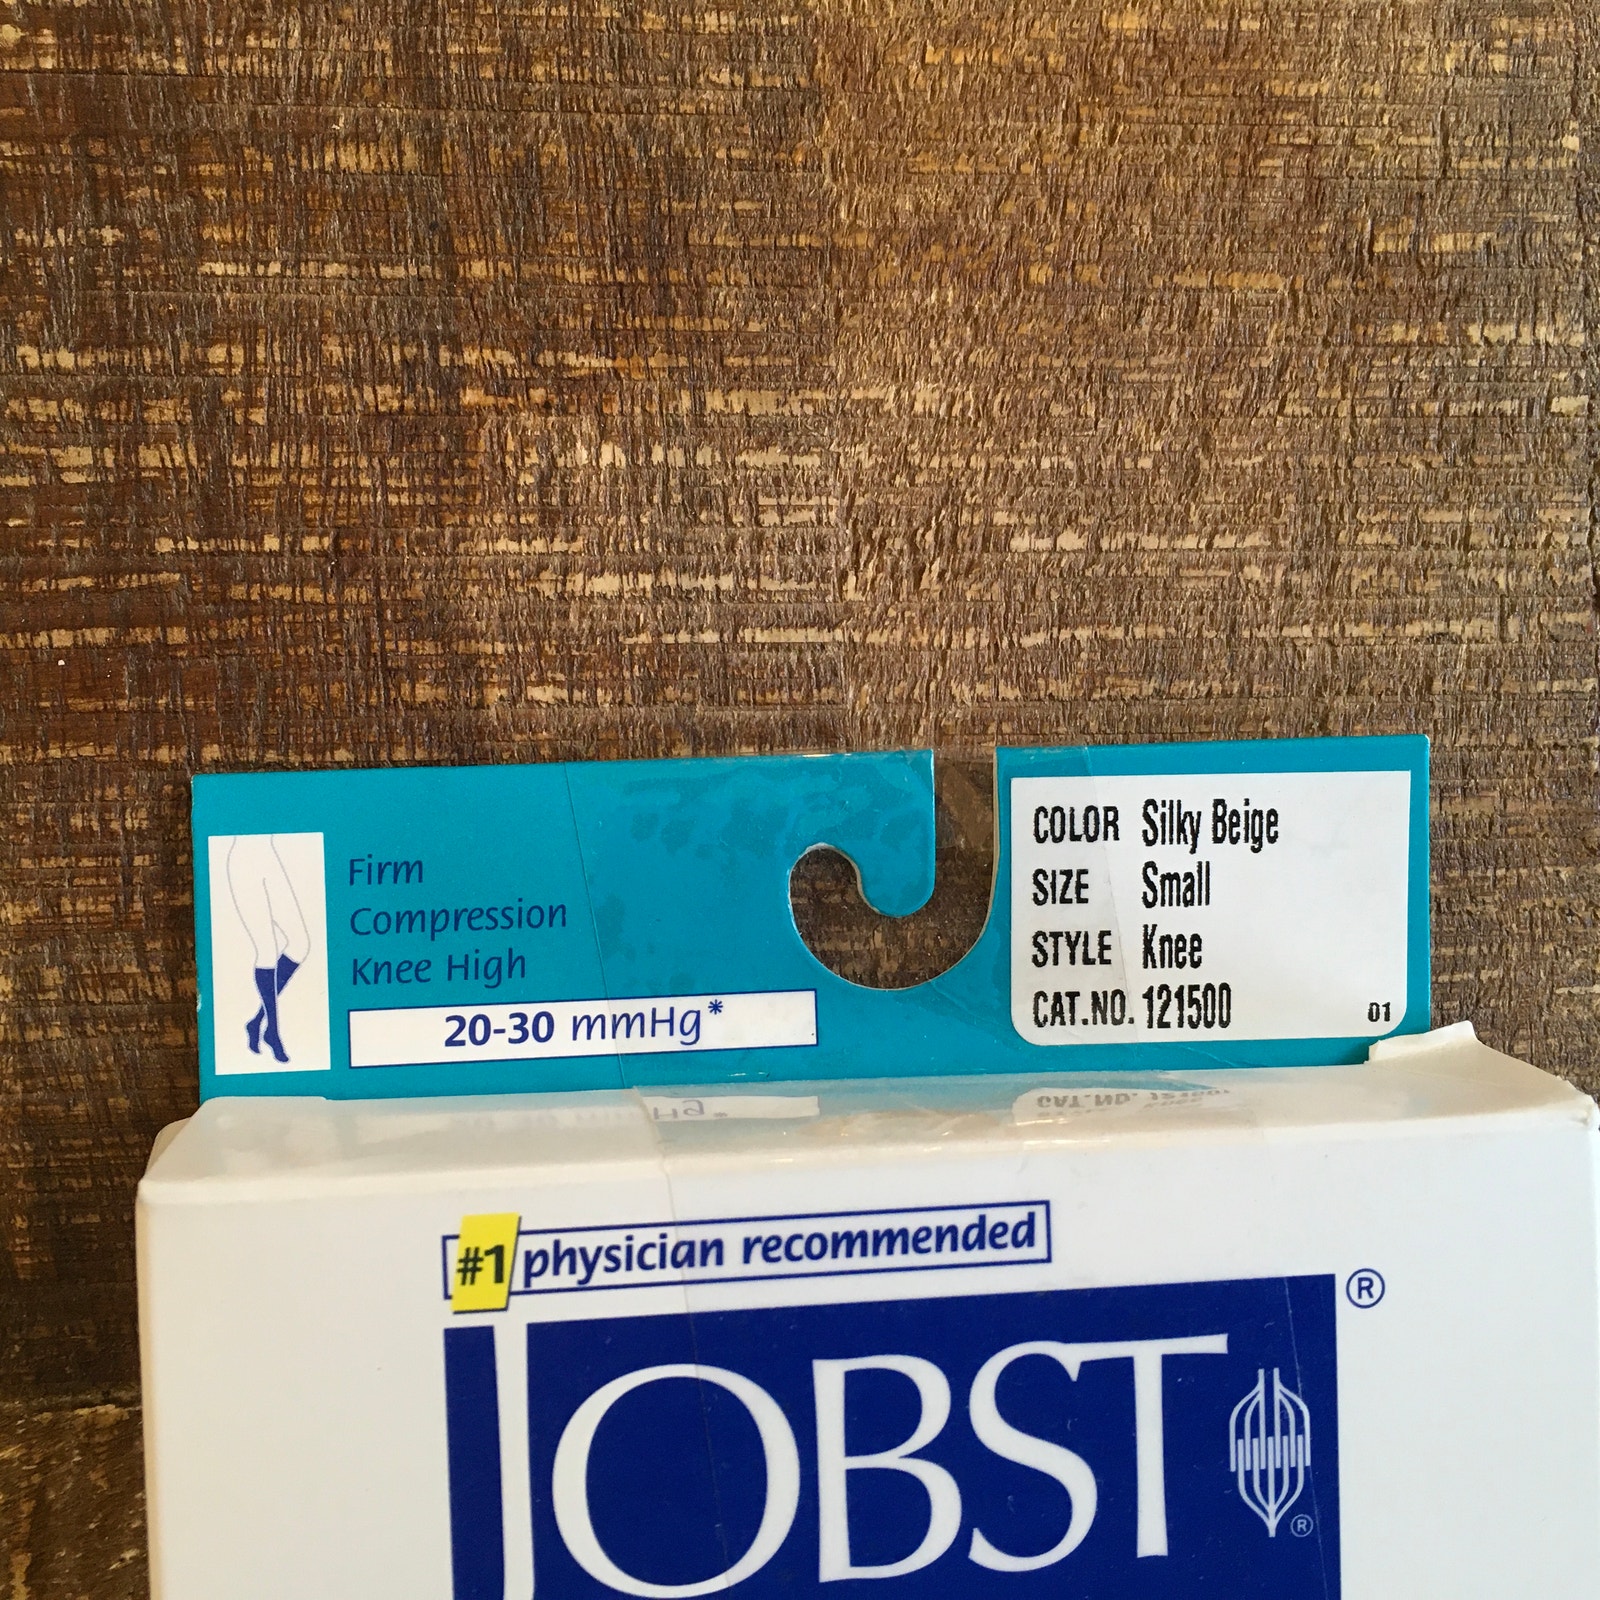 Firm
Compression
Knee High
20-30 mmHg*
COLOR Silky Beige
SIZE Small
STYLE Knee
CAT.NO. 121500
01
#1 physician recommended
JOBST
®
®